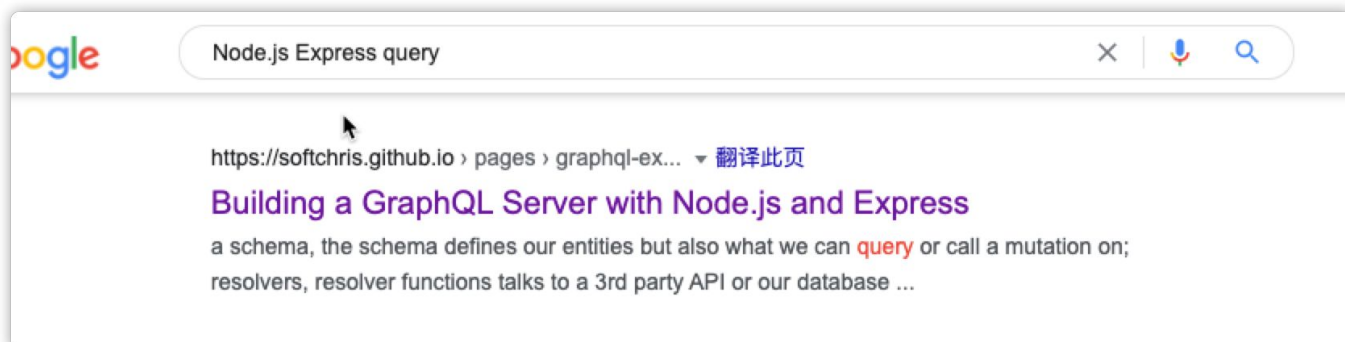 oogle
Node.js Express query
https://softchris.github.io › pages › graphql-ex... 翻译此页
Building a GraphQL Server with Node.js and Express
a schema, the schema defines our entities but also what we can query or call a mutation on;
resolvers, resolver functions talks to a 3rd party API or our database ...